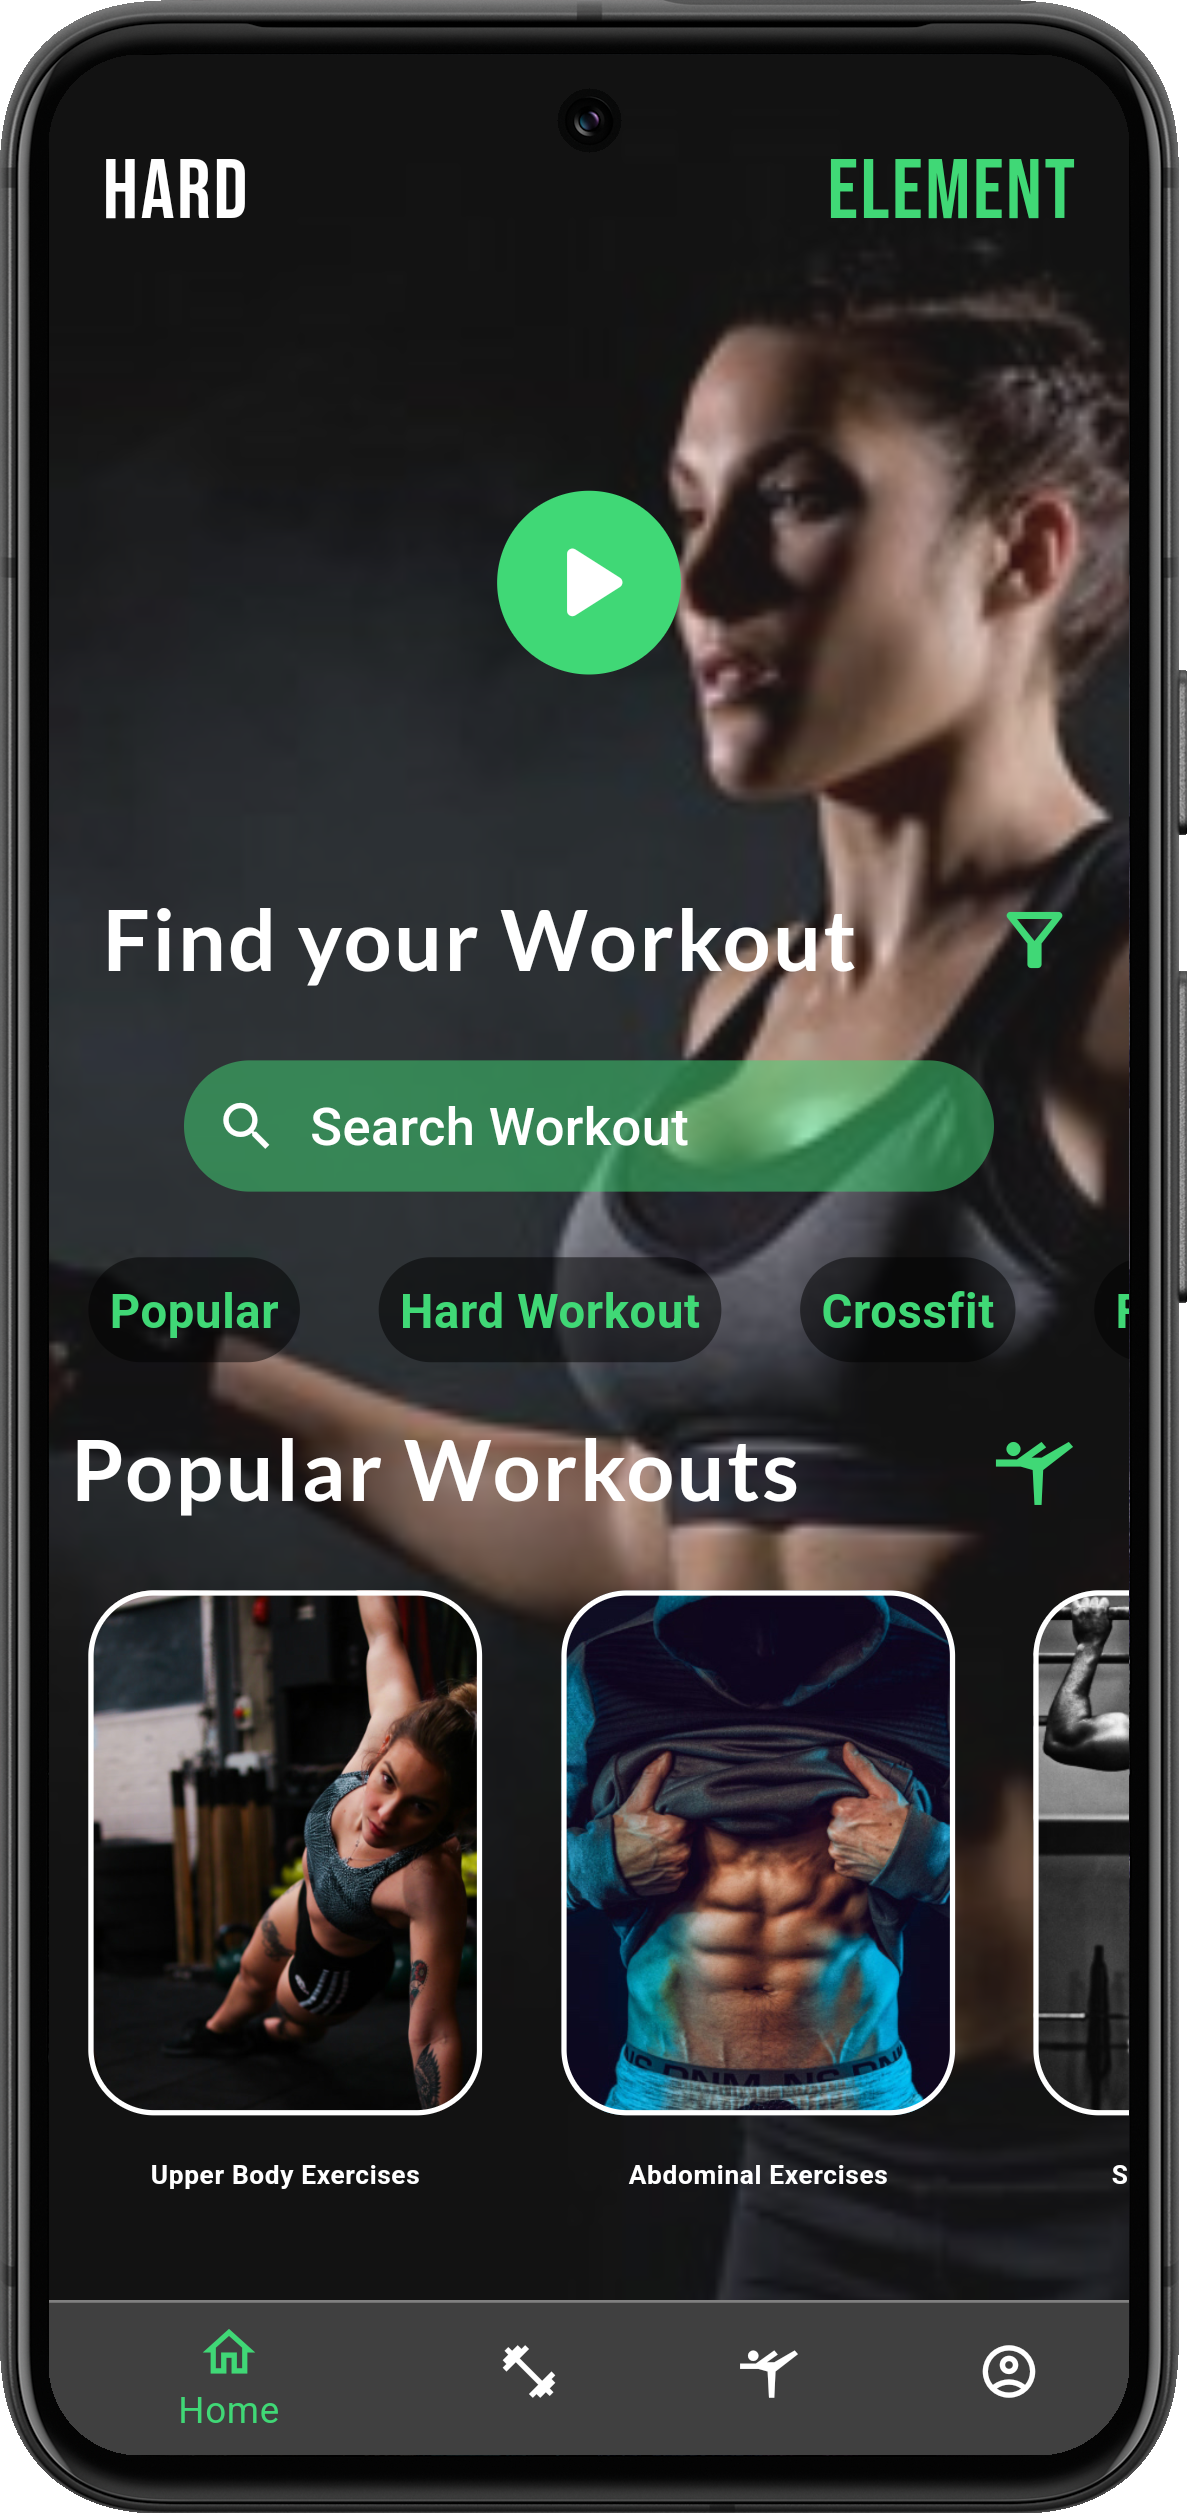 HARD
ELEMENT
Find your Workout
Search Workout
Popular
Hard Workout
Crossfit
Popular Workouts
Upper Body Exercises
Abdominal Exercises
S
Home